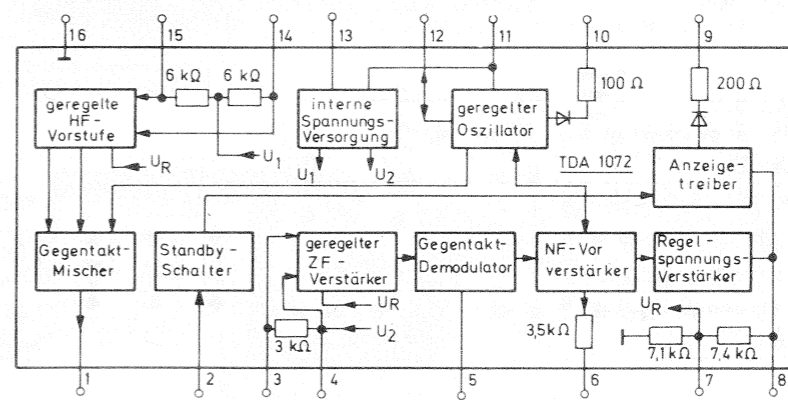 16 15 14 13 12 11 10 9
6 kΩ 6 kΩ
100 Ω 200 Ω
geregelte
HF-
Vorstufe
interne
Spannungs-
Versorgung
geregelter
Oszillator
U_R U_1
U_1 U_2
TDA 1072
Anzeige-
treiber
Gegentakt-
Mischer
Standby-
Schalter
geregelter
ZF-
Verstärker
Gegentakt-
Demodulator
NF-Vor
verstärker
Regel-
spannungs-
Verstärker
U_R
U_2
3 kΩ
3,5 kΩ
U_R
7,1 kΩ 7,4 kΩ
1 2 3 4 5 6 7 8